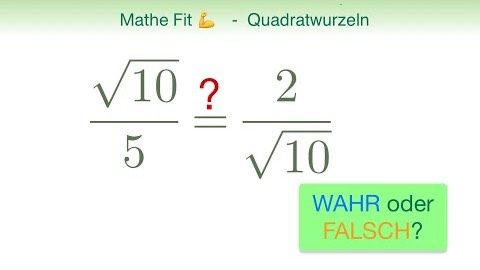 Mathe Fit 💪 - Quadratwurzeln
√10/5 ?= 2/√10
WAHR oder
FALSCH?